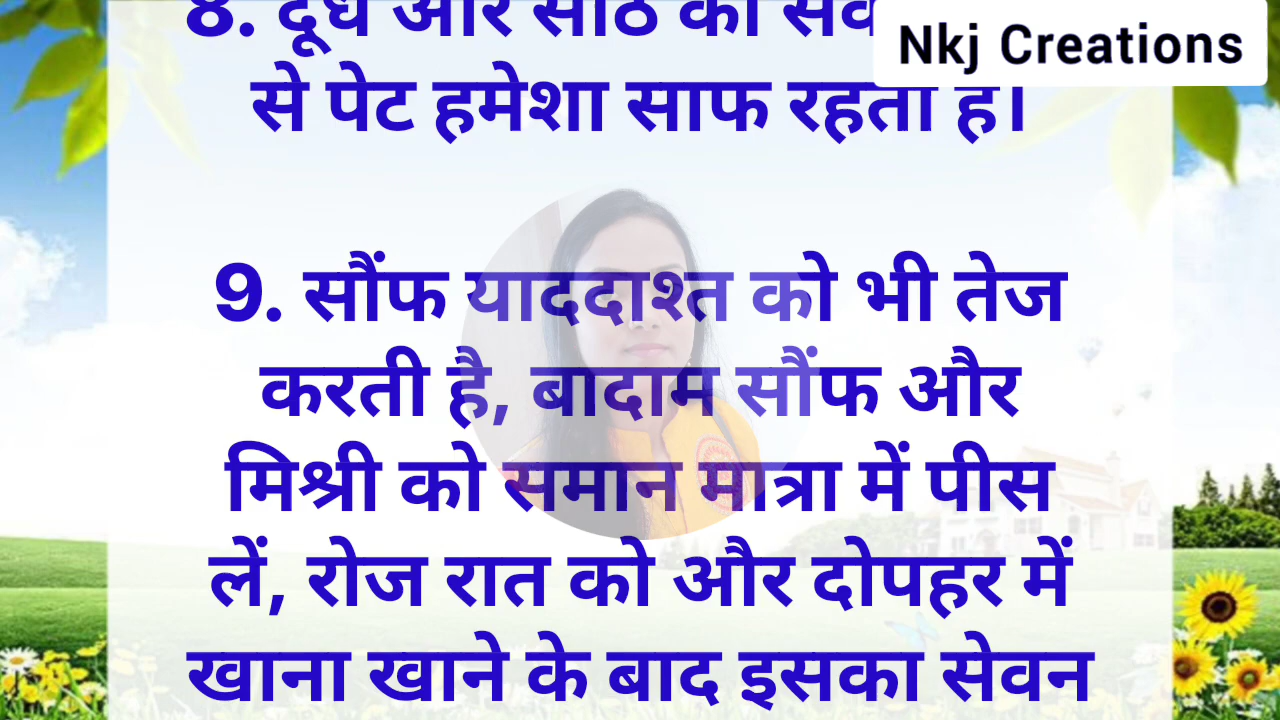 8. दूध और सोंठ का
Nkj Creations
से पेट हमेशा साफ रहता है।
9. सौंफ याददाश्त को भी तेज
करती है, बादाम सौंफ और
मिश्री को समान मात्रा में पीस
लें, रोज रात को और दोपहर में
खाना खाने के बाद इसका सेवन